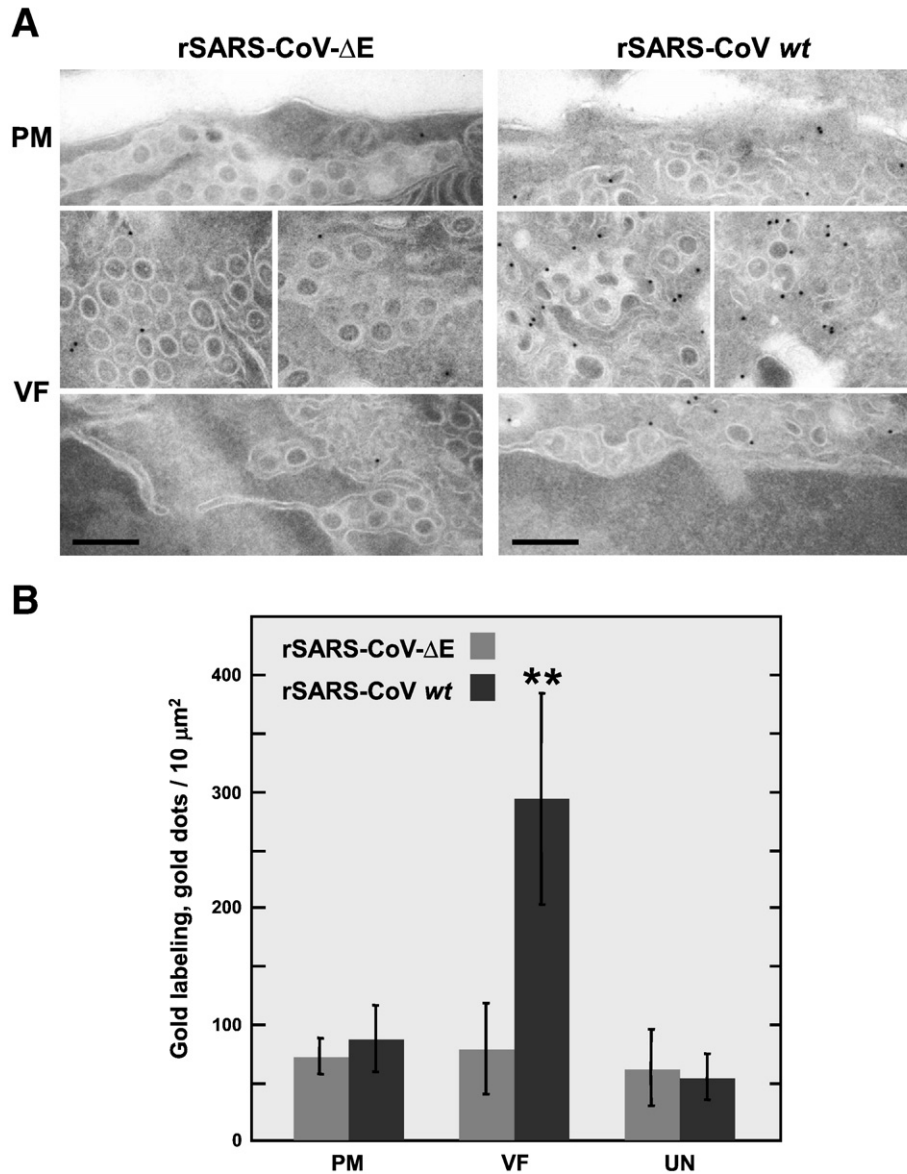 A
rSARS-CoV-ΔE
rSARS-CoV wt
PM
VF
B
rSARS-CoV-ΔE
rSARS-CoV wt
**
Gold labeling, gold dots / 10 μm²
400
300
200
100
0
PM
VF
UN